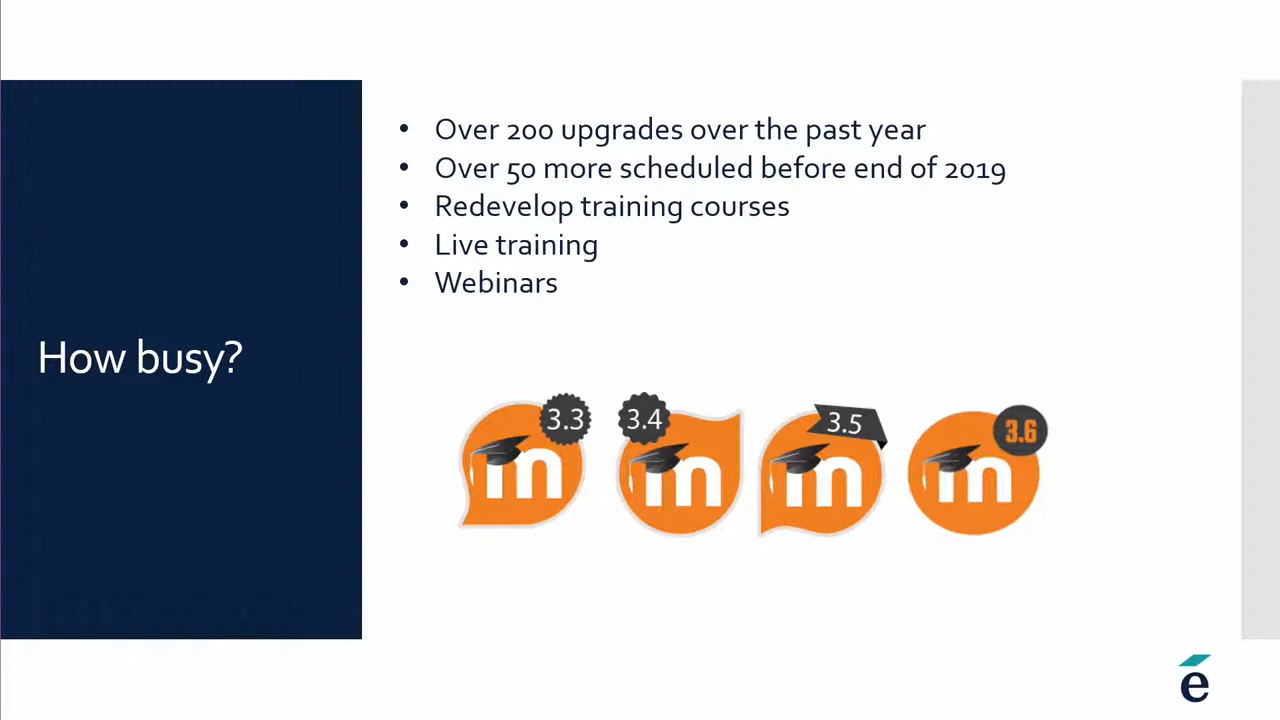 How busy?
• Over 200 upgrades over the past year
• Over 50 more scheduled before end of 2019
• Redevelop training courses
• Live training
• Webinars
m 3.3
3.4 m
m 3.5
m 3.6
é